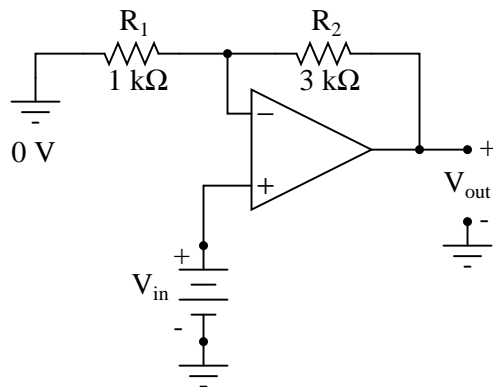 R1 R2
1 kΩ 3 kΩ
−
0 V
+
+
Vout
-
+
Vin
-